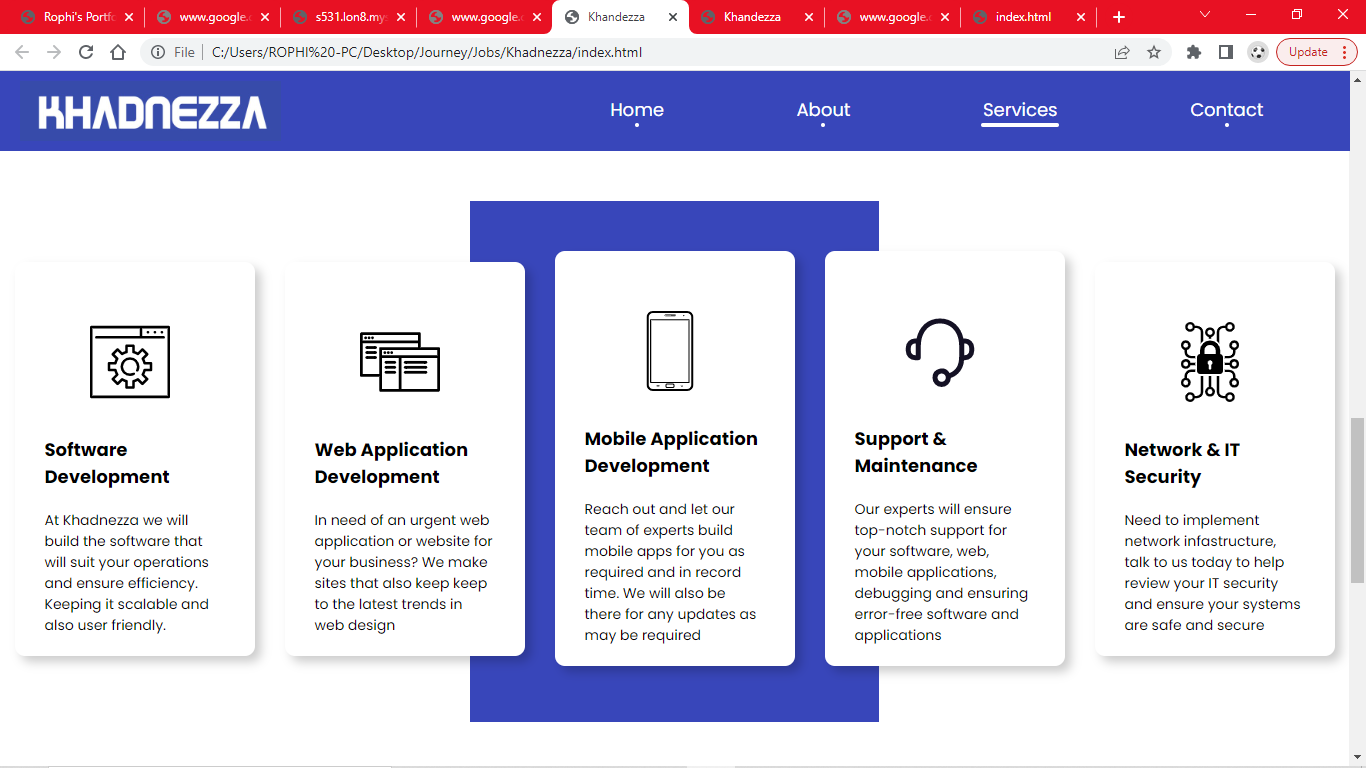 Rophi's Portfo
www.google.c
s531.lon8.mys
www.google.c
Khandezza
Khandezza
www.google.c
index.html
File
C:/Users/ROPHI%20-PC/Desktop/Journey/Jobs/Khadnezza/index.html
Update
KHADNEZZA
Home
About
Services
Contact
Software
Development
At Khadnezza we will
build the software that
will suit your operations
and ensure efficiency.
Keeping it scalable and
also user friendly.
Web Application
Development
In need of an urgent web
application or website for
your business? We make
sites that also keep keep
to the latest trends in
web design
Mobile Application
Development
Reach out and let our
team of experts build
mobile apps for you as
required and in record
time. We will also be
there for any updates as
may be required
Support &
Maintenance
Our experts will ensure
top-notch support for
your software, web,
mobile applications,
debugging and ensuring
error-free software and
applications
Network & IT
Security
Need to implement
network infastructure,
talk to us today to help
review your IT security
and ensure your systems
are safe and secure